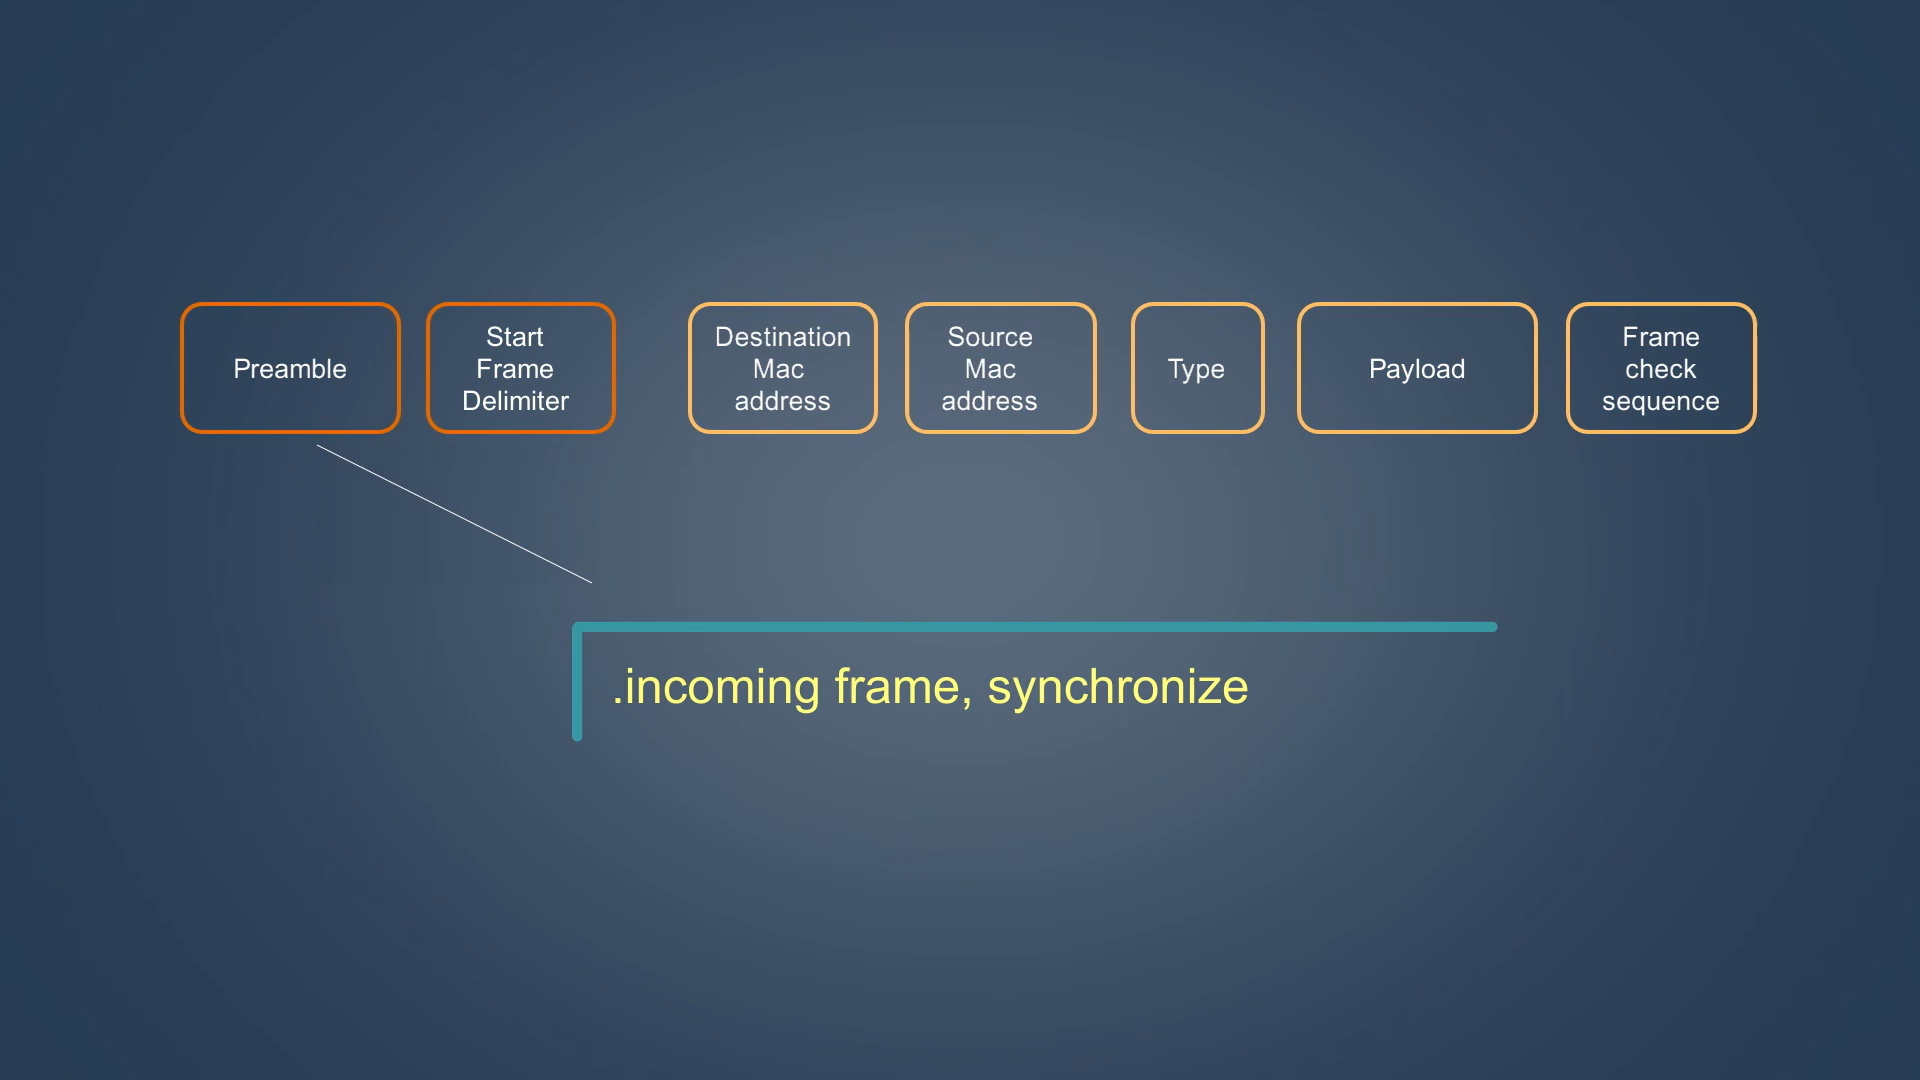 Preamble
Start
Frame
Delimiter
Destination
Mac
address
Source
Mac
address
Type
Payload
Frame
check
sequence
.incoming frame, synchronize